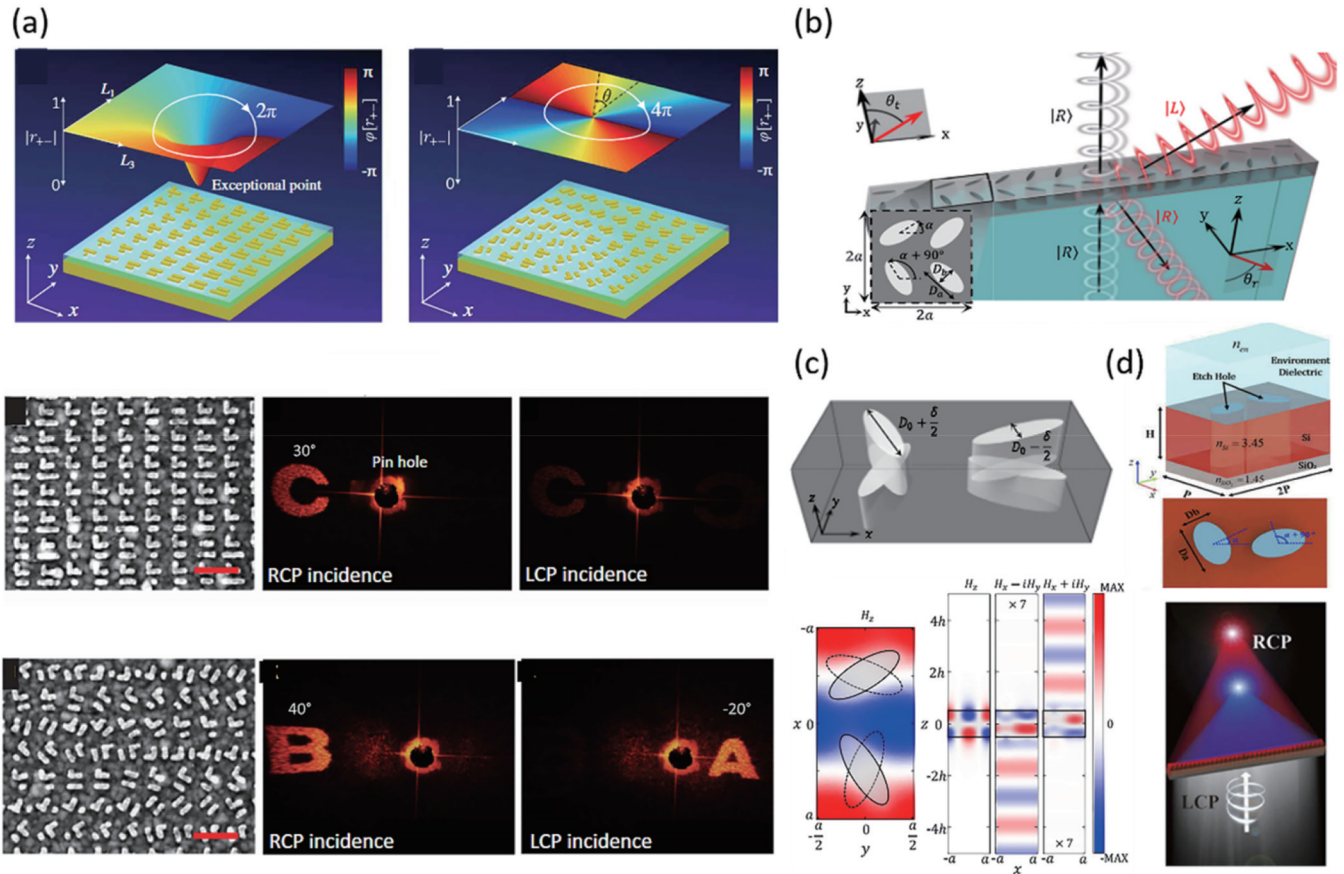 (a)
L₁
2π
1
|r₊₋|
0
L₃
Exceptional point
π
φ[r₊₋]
-π
z
y
x
θ
4π
1
|r₊₋|
0
π
φ[r₊₋]
-π
z
y
x
30°
Pin hole
RCP incidence
LCP incidence
40°
B
RCP incidence
-20°
A
LCP incidence
(b)
z
θt
y
x
|R⟩
|L⟩
|R⟩
|R⟩
z
y
x
θr
2a
α
α + 90°
Db
Da
y
x
2a
(c)
D₀ + δ/2
D₀ − δ/2
z
y
x
Hz
-a
x 0
a
-a/2 0 a/2
y
Hz Hx − iHy Hx + iHy
× 7
4h
2h
z 0
-2h
-4h
× 7
-a a -a a -a a
x
MAX
0
-MAX
(d)
nen
Environment
Dielectric
Etch Hole
H
nSi = 3.45
Si
nSiO₂ = 1.45
SiO₂
z
y
x
P
2P
Db
Da
α
α + 90°
RCP
LCP